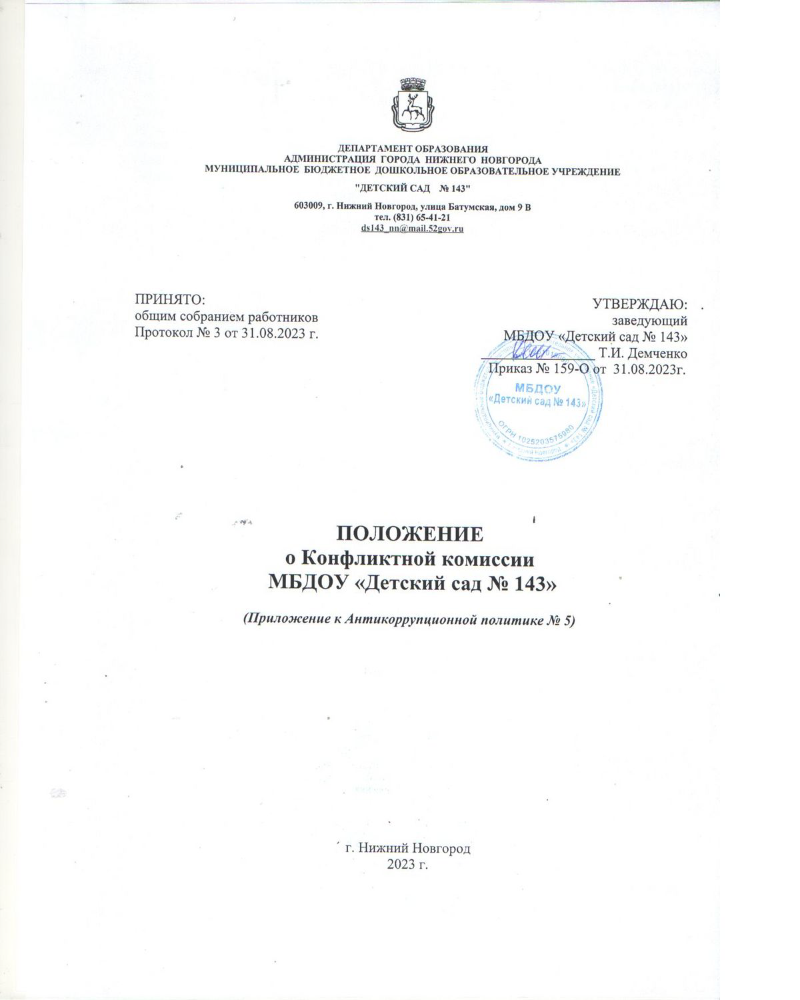 ДЕПАРТАМЕНТ ОБРАЗОВАНИЯ
АДМИНИСТРАЦИЯ ГОРОДА НИЖНЕГО НОВГОРОДА
МУНИЦИПАЛЬНОЕ БЮДЖЕТНОЕ ДОШКОЛЬНОЕ ОБРАЗОВАТЕЛЬНОЕ УЧРЕЖДЕНИЕ
"ДЕТСКИЙ САД № 143"
603009, г. Нижний Новгород, улица Батумская, дом 9 В
тел. (831) 65-41-21
ds143_nn@mail.52gov.ru
ПРИНЯТО:
общим собранием работников
Протокол № 3 от 31.08.2023 г.
УТВЕРЖДАЮ:
заведующий
МБДОУ «Детский сад № 143»
Т.И. Демченко
Приказ № 159-О от 31.08.2023г.
МБДОУ
«Детский сад № 143»
ОГРН 1025203575980
ПОЛОЖЕНИЕ
о Конфликтной комиссии
МБДОУ «Детский сад № 143»
(Приложение к Антикоррупционной политике № 5)
г. Нижний Новгород
2023 г.